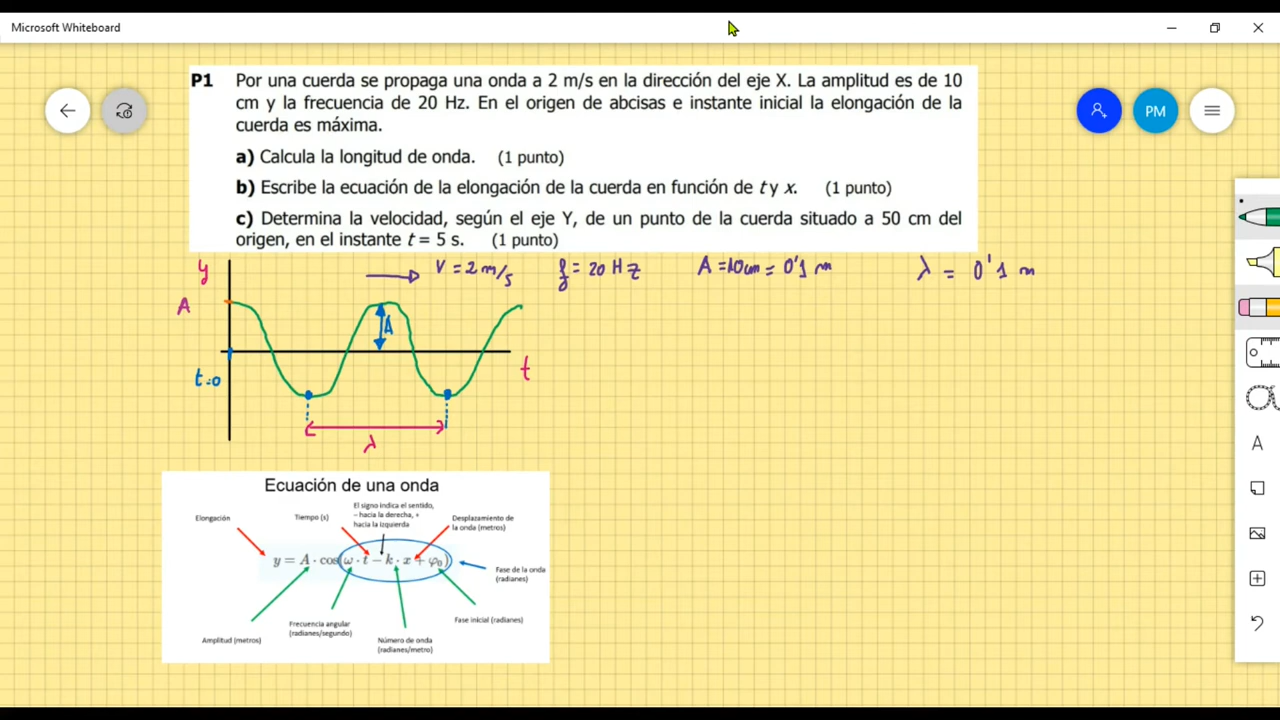 Microsoft Whiteboard
P1 Por una cuerda se propaga una onda a 2 m/s en la dirección del eje X. La amplitud es de 10
cm y la frecuencia de 20 Hz. En el origen de abcisas e instante inicial la elongación de la
cuerda es máxima.
a) Calcula la longitud de onda. (1 punto)
b) Escribe la ecuación de la elongación de la cuerda en función de t y x. (1 punto)
c) Determina la velocidad, según el eje Y, de un punto de la cuerda situado a 50 cm del
origen, en el instante t = 5 s. (1 punto)
PM
y
V = 2 m/s f = 20 Hz A = 10cm = 0'1 m λ = 0'1 m
A
A
t=0
t
λ
A
Ecuación de una onda
El signo indica el sentido,
– hacia la derecha, +
hacia la izquierda
Elongación
Tiempo (s)
Desplazamiento de
la onda (metros)
y = A · cos(ω · t − k · x + φ₀)
Fase de la onda
(radianes)
Amplitud (metros)
Frecuencia angular
(radianes/segundo)
Número de onda
(radianes/metro)
Fase inicial (radianes)